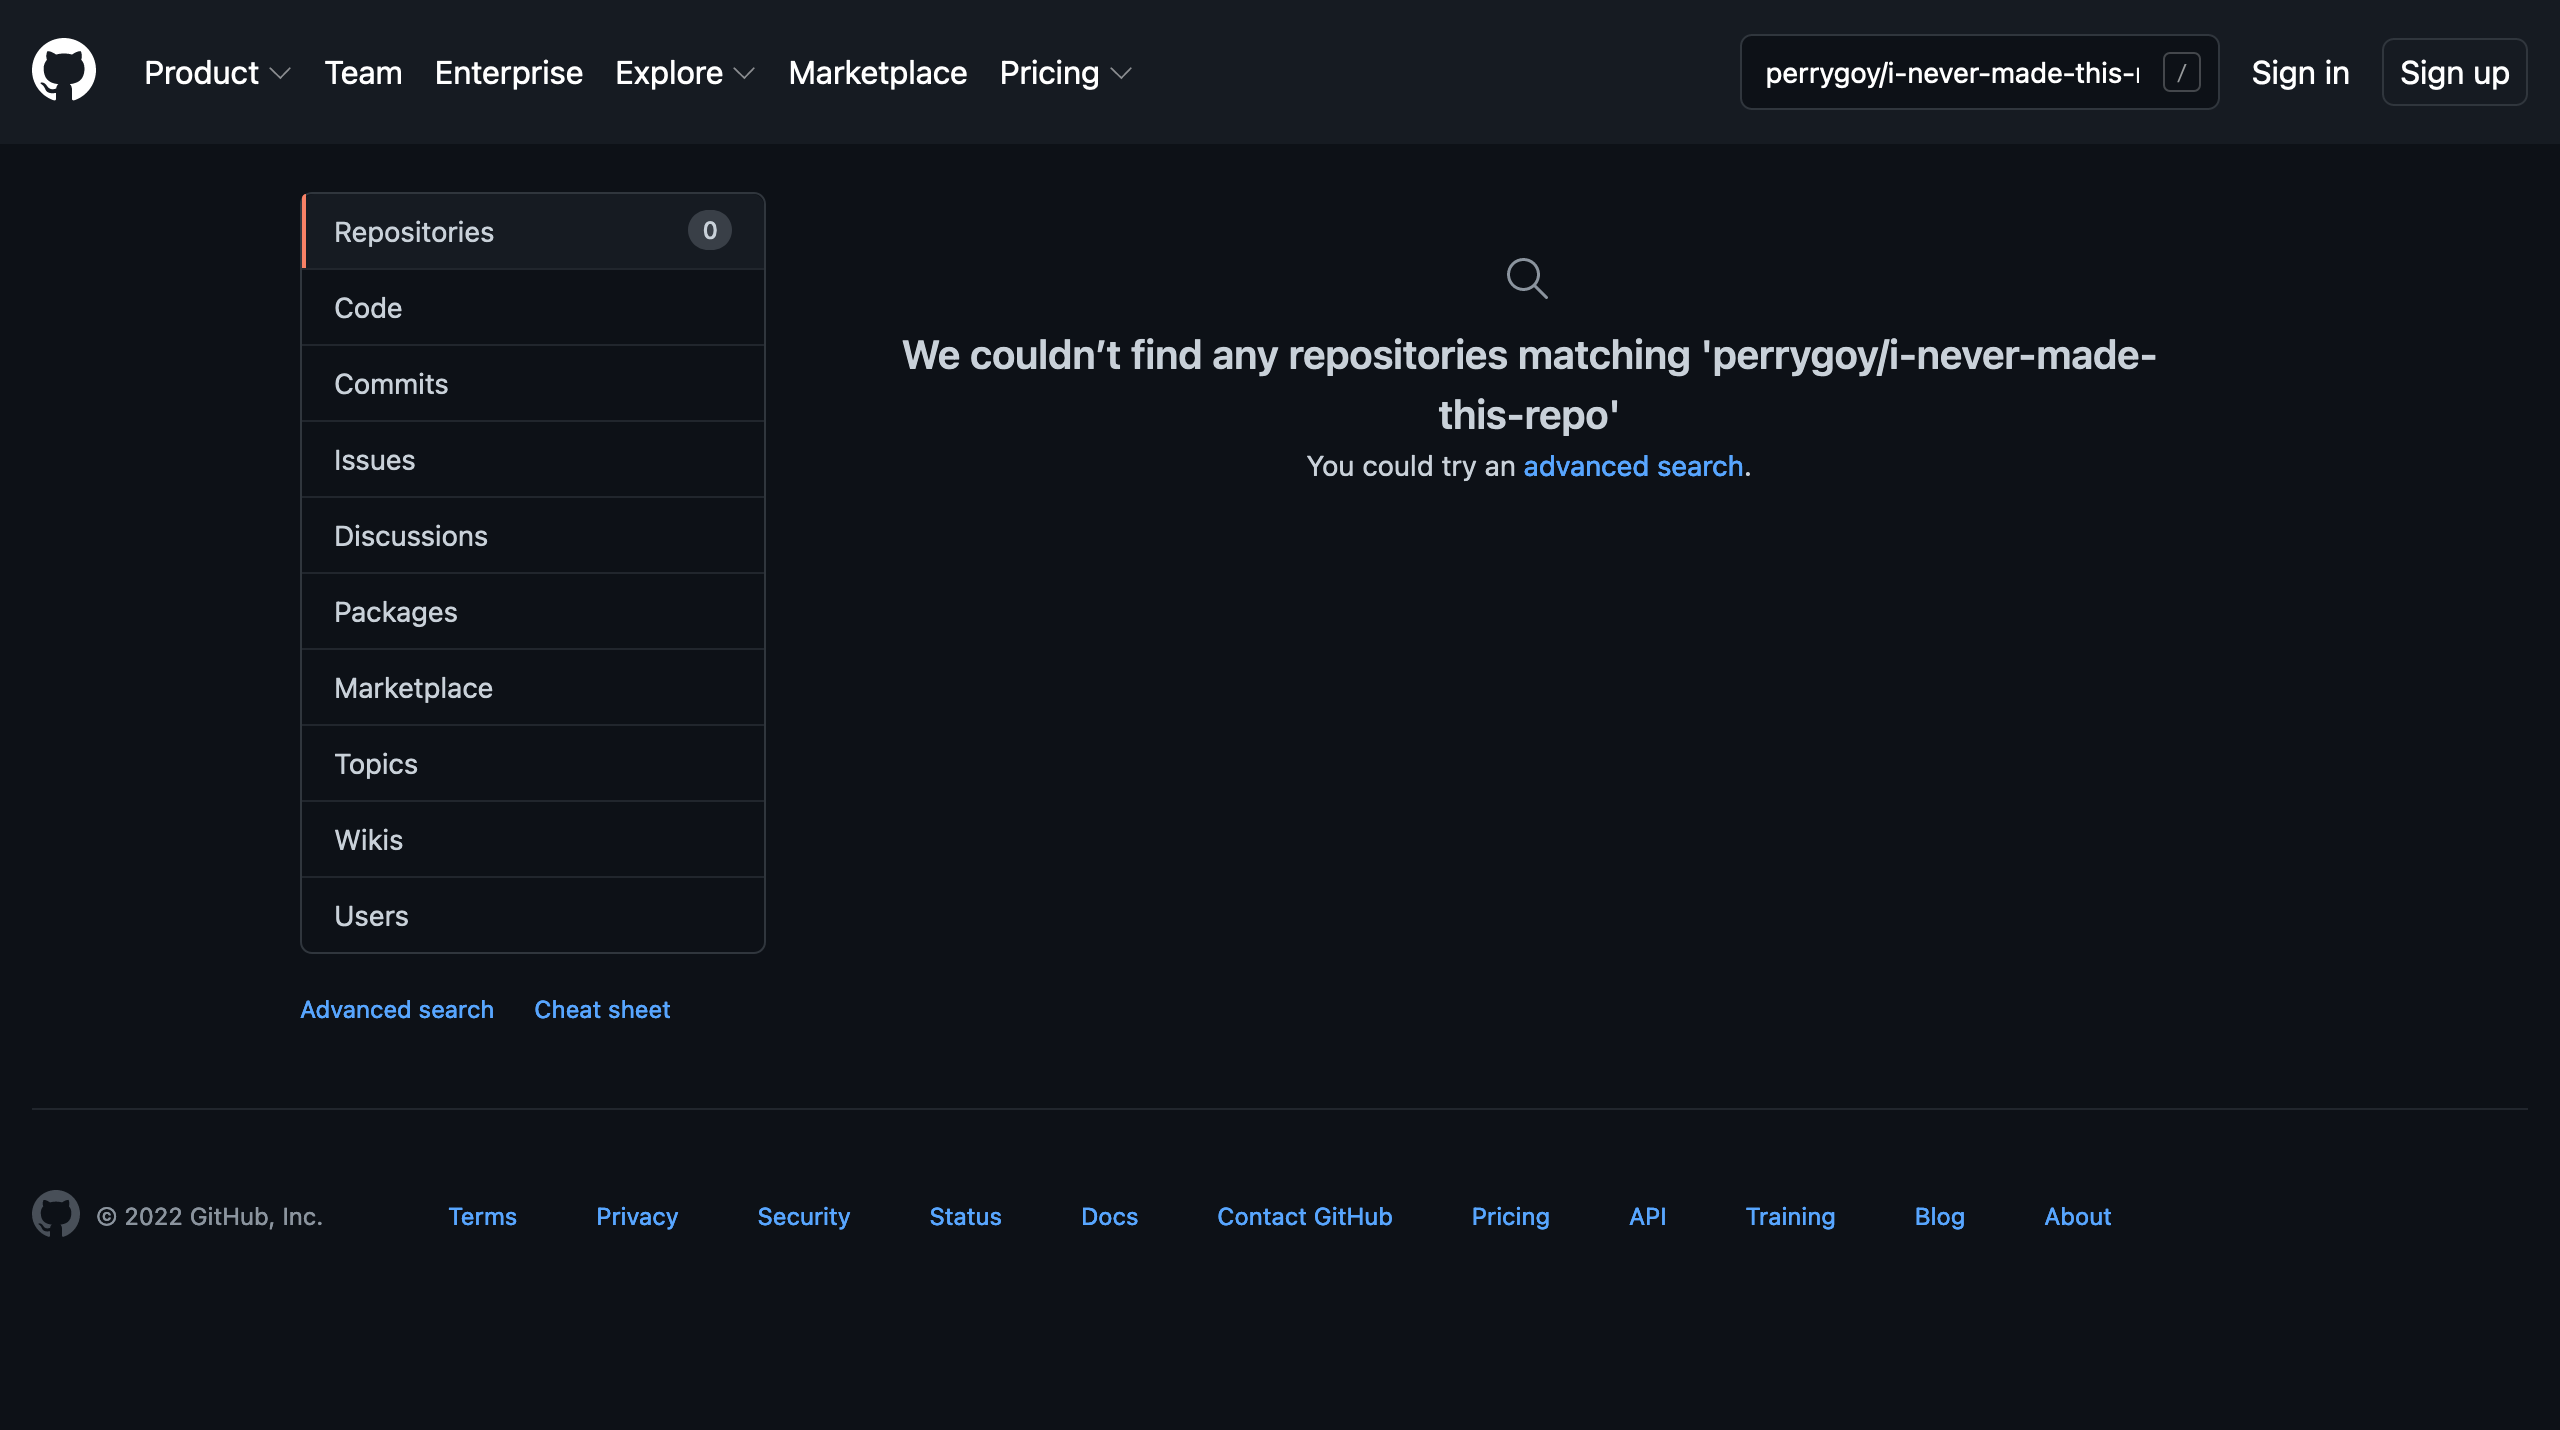 Product Team Enterprise Explore Marketplace Pricing perrygoy/i-never-made-this- / Sign in Sign up
Repositories 0
Code
Commits
Issues
Discussions
Packages
Marketplace
Topics
Wikis
Users
Advanced search Cheat sheet
We couldn’t find any repositories matching 'perrygoy/i-never-made-
this-repo'
You could try an advanced search.
© 2022 GitHub, Inc. Terms Privacy Security Status Docs Contact GitHub Pricing API Training Blog About